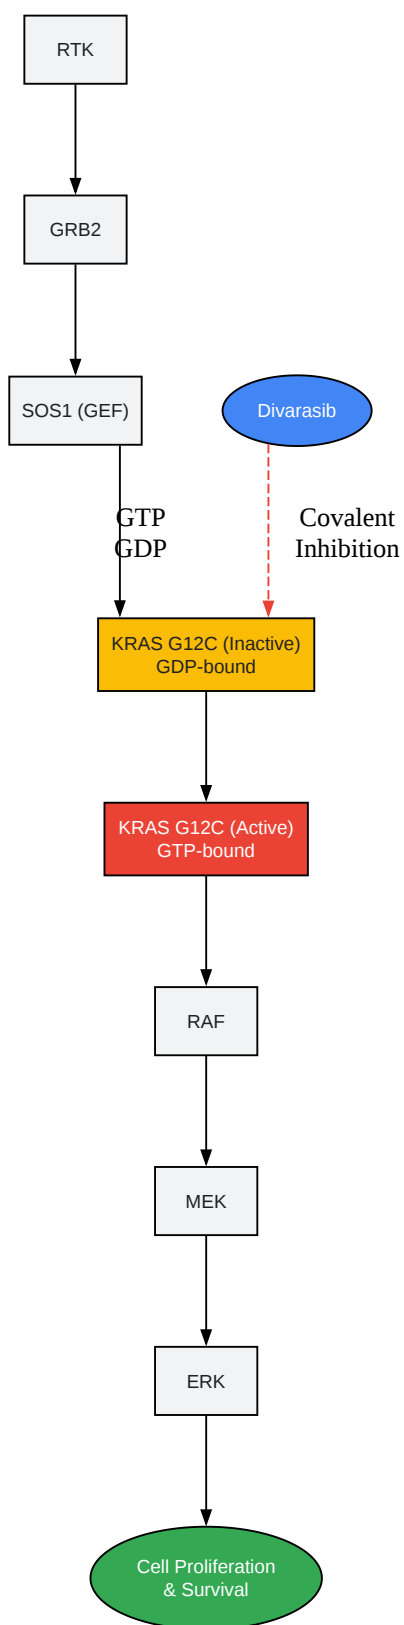 RTK
GRB2
SOS1 (GEF)
Divarasib
GTP
GDP
Covalent
Inhibition
KRAS G12C (Inactive)
GDP-bound
KRAS G12C (Active)
GTP-bound
RAF
MEK
ERK
Cell Proliferation
& Survival